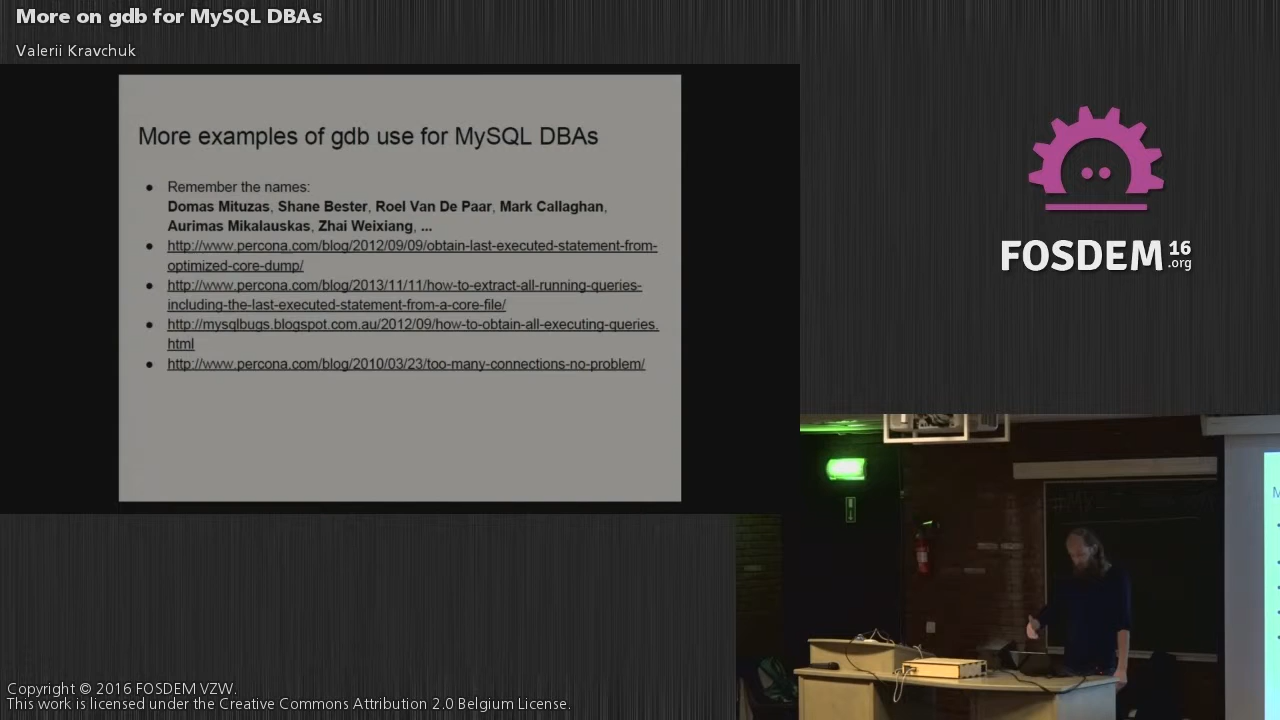 More on gdb for MySQL DBAs
Valerii Kravchuk
More examples of gdb use for MySQL DBAs
● Remember the names:
Domas Mituzas, Shane Bester, Roel Van De Paar, Mark Callaghan,
Aurimas Mikalauskas, Zhai Weixiang, ...
● http://www.percona.com/blog/2012/09/09/obtain-last-executed-statement-from-
optimized-core-dump/
● http://www.percona.com/blog/2013/11/11/how-to-extract-all-running-queries-
including-the-last-executed-statement-from-a-core-file/
● http://mysqlbugs.blogspot.com.au/2012/09/how-to-obtain-all-executing-queries.
html
● http://www.percona.com/blog/2010/03/23/too-many-connections-no-problem/
FOSDEM 16
.org
Copyright © 2016 FOSDEM VZW.
This work is licensed under the Creative Commons Attribution 2.0 Belgium License.